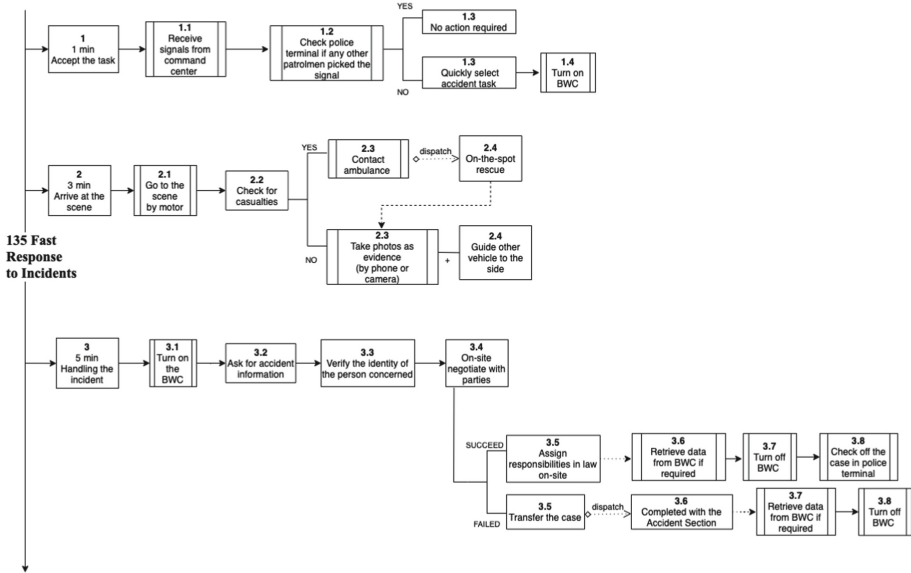 135 Fast
Response
to Incidents
1
1 min
Accept the task
1.1
Receive
signals from
command
center
1.2
Check police
terminal if any other
patrolmen picked the
signal
YES
1.3
No action required
NO
1.3
Quickly select
accident task
1.4
Turn on
BWC
2
3 min
Arrive at the
scene
2.1
Go to the
scene
by motor
2.2
Check for
casualties
YES
2.3
Contact
ambulance
dispatch
2.4
On-the-spot
rescue
NO
2.3
Take photos as
evidence
(by phone or
camera)
+
2.4
Guide other
vehicle to the
side
3
5 min
Handling the
incident
3.1
Turn on
the
BWC
3.2
Ask for accident
information
3.3
Verify the identity of
the person concerned
3.4
On-site
negotiate with
parties
SUCCEED
3.5
Assign
responsibilities in law
on-site
3.6
Retrieve data
from BWC if
required
3.7
Turn off
BWC
3.8
Check off the
case in police
terminal
FAILED
3.5
Transfer the case
dispatch
3.6
Completed with the
Accident Section
3.7
Retrieve data
from BWC if
required
3.8
Turn off
BWC